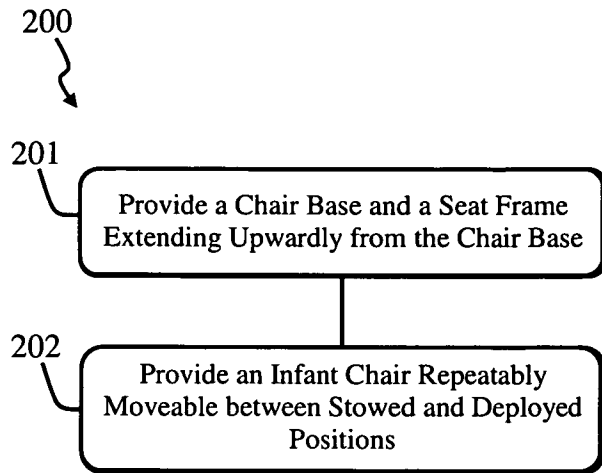 200
201
Provide a Chair Base and a Seat Frame
Extending Upwardly from the Chair Base
202
Provide an Infant Chair Repeatably
Moveable between Stowed and Deployed
Positions